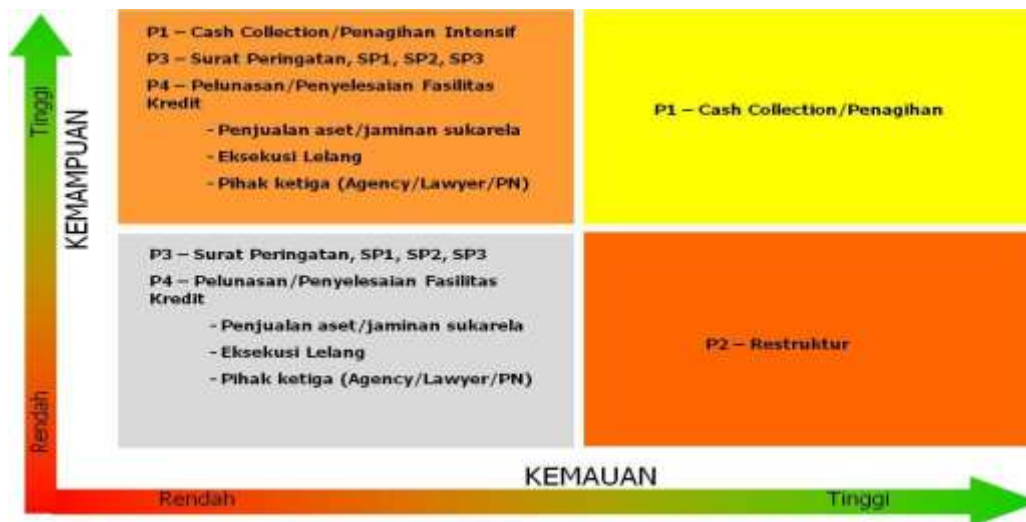 P1 – Cash Collection/Penagihan Intensif
P3 – Surat Peringatan, SP1, SP2, SP3
P4 – Pelunasan/Penyelesaian Fasilitas
Kredit
- Penjualan aset/jaminan sukarela
- Eksekusi Lelang
- Pihak ketiga (Agency/Lawyer/PN)
P1 – Cash Collection/Penagihan
Tinggi
KEMAMPUAN
Rendah
P3 – Surat Peringatan, SP1, SP2, SP3
P4 – Pelunasan/Penyelesaian Fasilitas
Kredit
- Penjualan aset/jaminan sukarela
- Eksekusi Lelang
- Pihak ketiga (Agency/Lawyer/PN)
P2 – Restruktur
KEMAUAN
Rendah
Tinggi